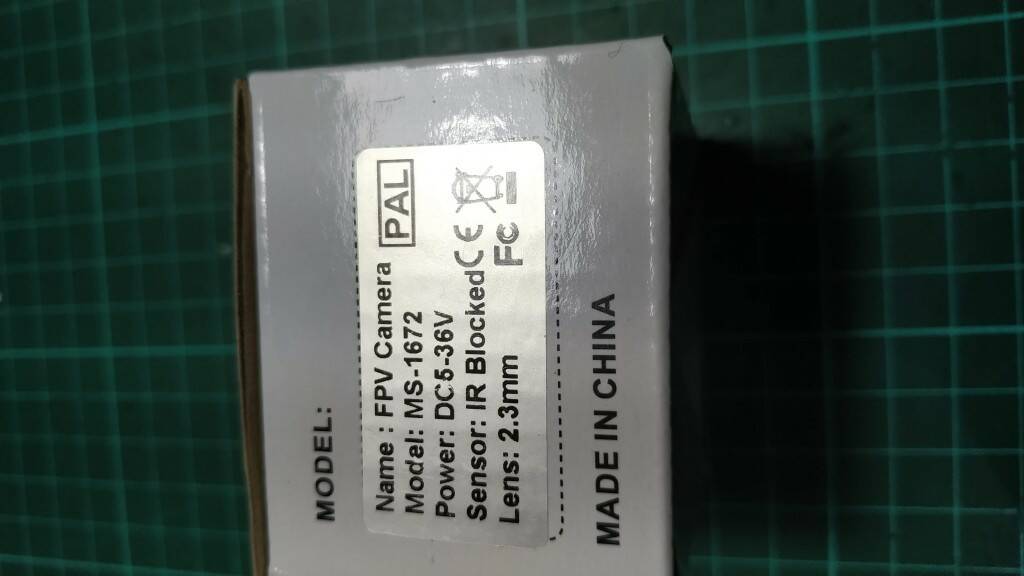 MODEL:
Name : FPV Camera PAL
Model: MS-1672
Power: DC5-36V
Sensor: IR Blocked CE
Lens: 2.3mm FC
MADE IN CHINA